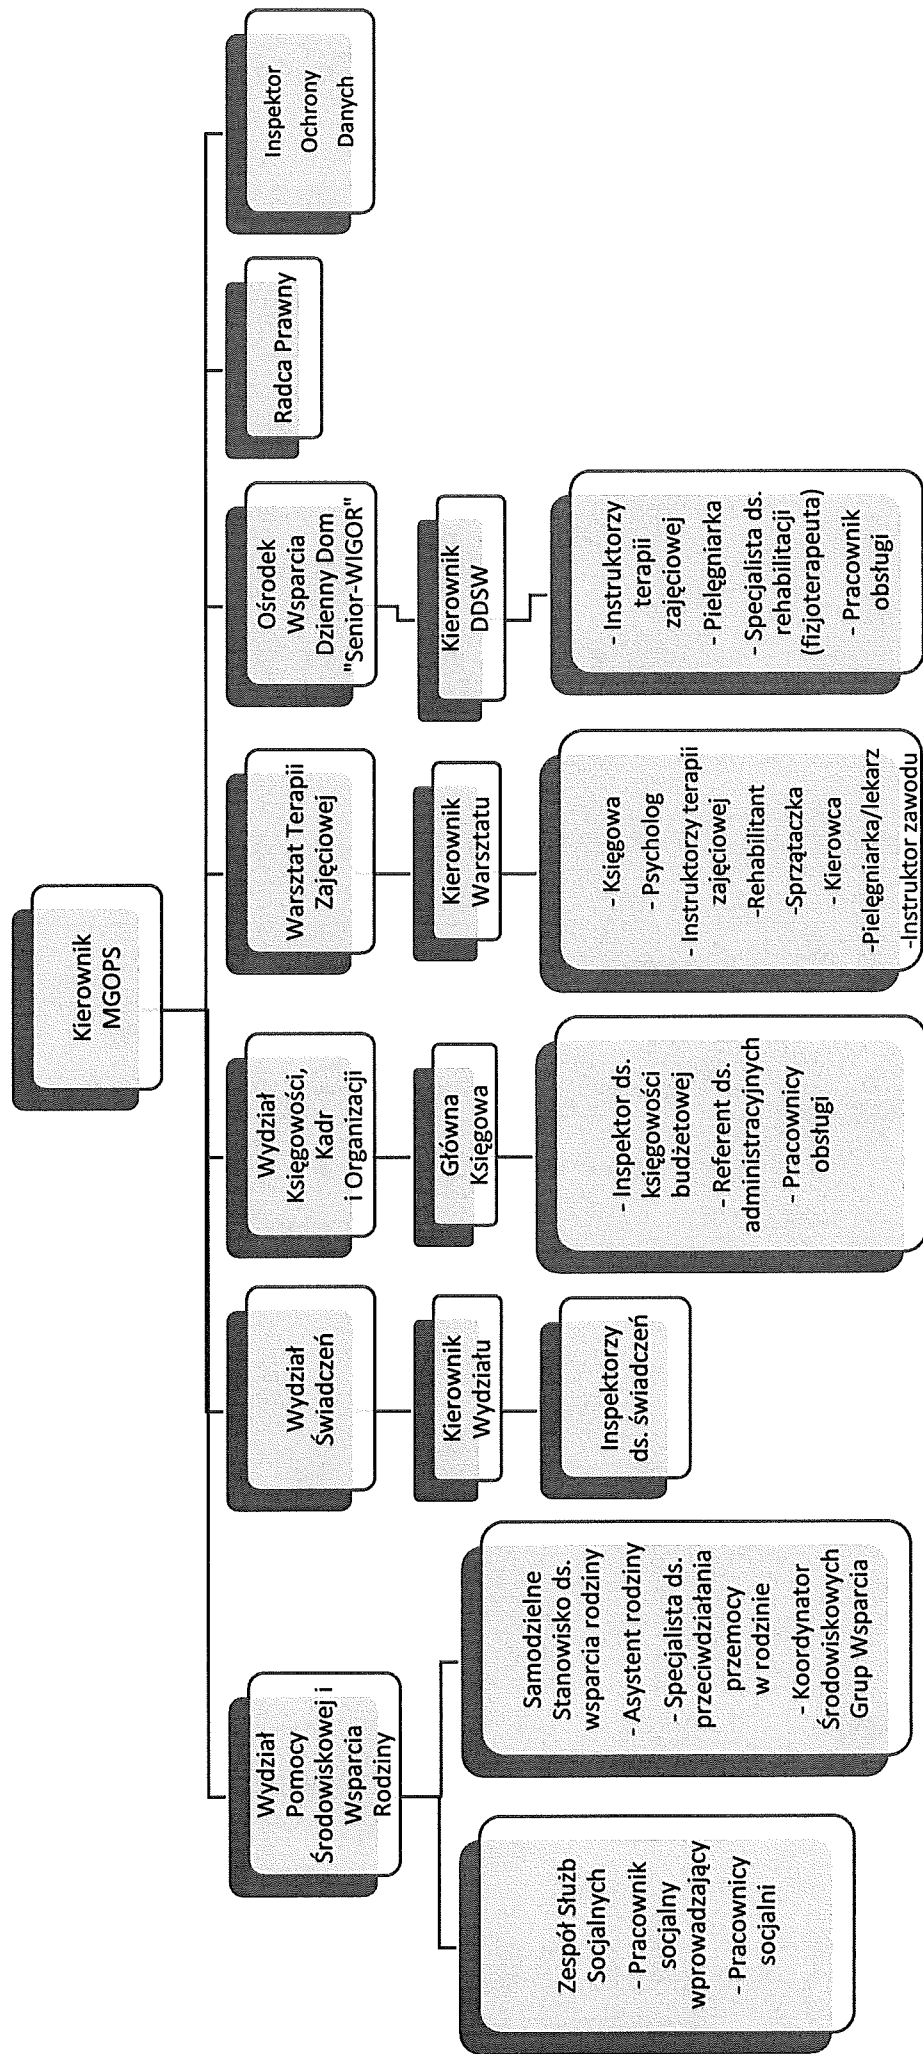 Kierownik
MGOPS
Wydział
Pomocy
Środowiskowej i
Wsparcia
Rodziny
Wydział
Świadczeń
Wydział
Księgowości,
Kadr
i Organizacji
Warsztat Terapii
Zajęciowej
Ośrodek
Wsparcia
Dzienny Dom
"Senior-WIGOR"
Radca Prawny
Inspektor
Ochrony
Danych
Zespół Służb
Socjalnych
- Pracownik
socjalny
wprowadzający
- Pracownicy
socjalni
Samodzielne
Stanowisko ds.
wsparcia rodziny
- Asystent rodziny
- Specjalista ds.
przeciwdziałania
przemocy
w rodzinie
- Koordynator
Środowiskowych
Grup Wsparcia
Kierownik
Wydziału
Inspektorzy
ds. świadczeń
Główna
Księgowa
- Inspektor ds.
księgowości
budżetowej
- Referent ds.
administracyjnych
- Pracownicy
obsługi
Kierownik
Warsztatu
- Księgowa
- Psycholog
- Instruktorzy terapii
zajęciowej
-Rehabilitant
-Sprzątaczka
- Kierowca
-Pielęgniarka/lekarz
-Instruktor zawodu
Kierownik
DDSW
- Instruktorzy
terapii
zajęciowej
- Pielęgniarka
- Specjalista ds.
rehabilitacji
(fizjoterapeuta)
- Pracownik
obsługi